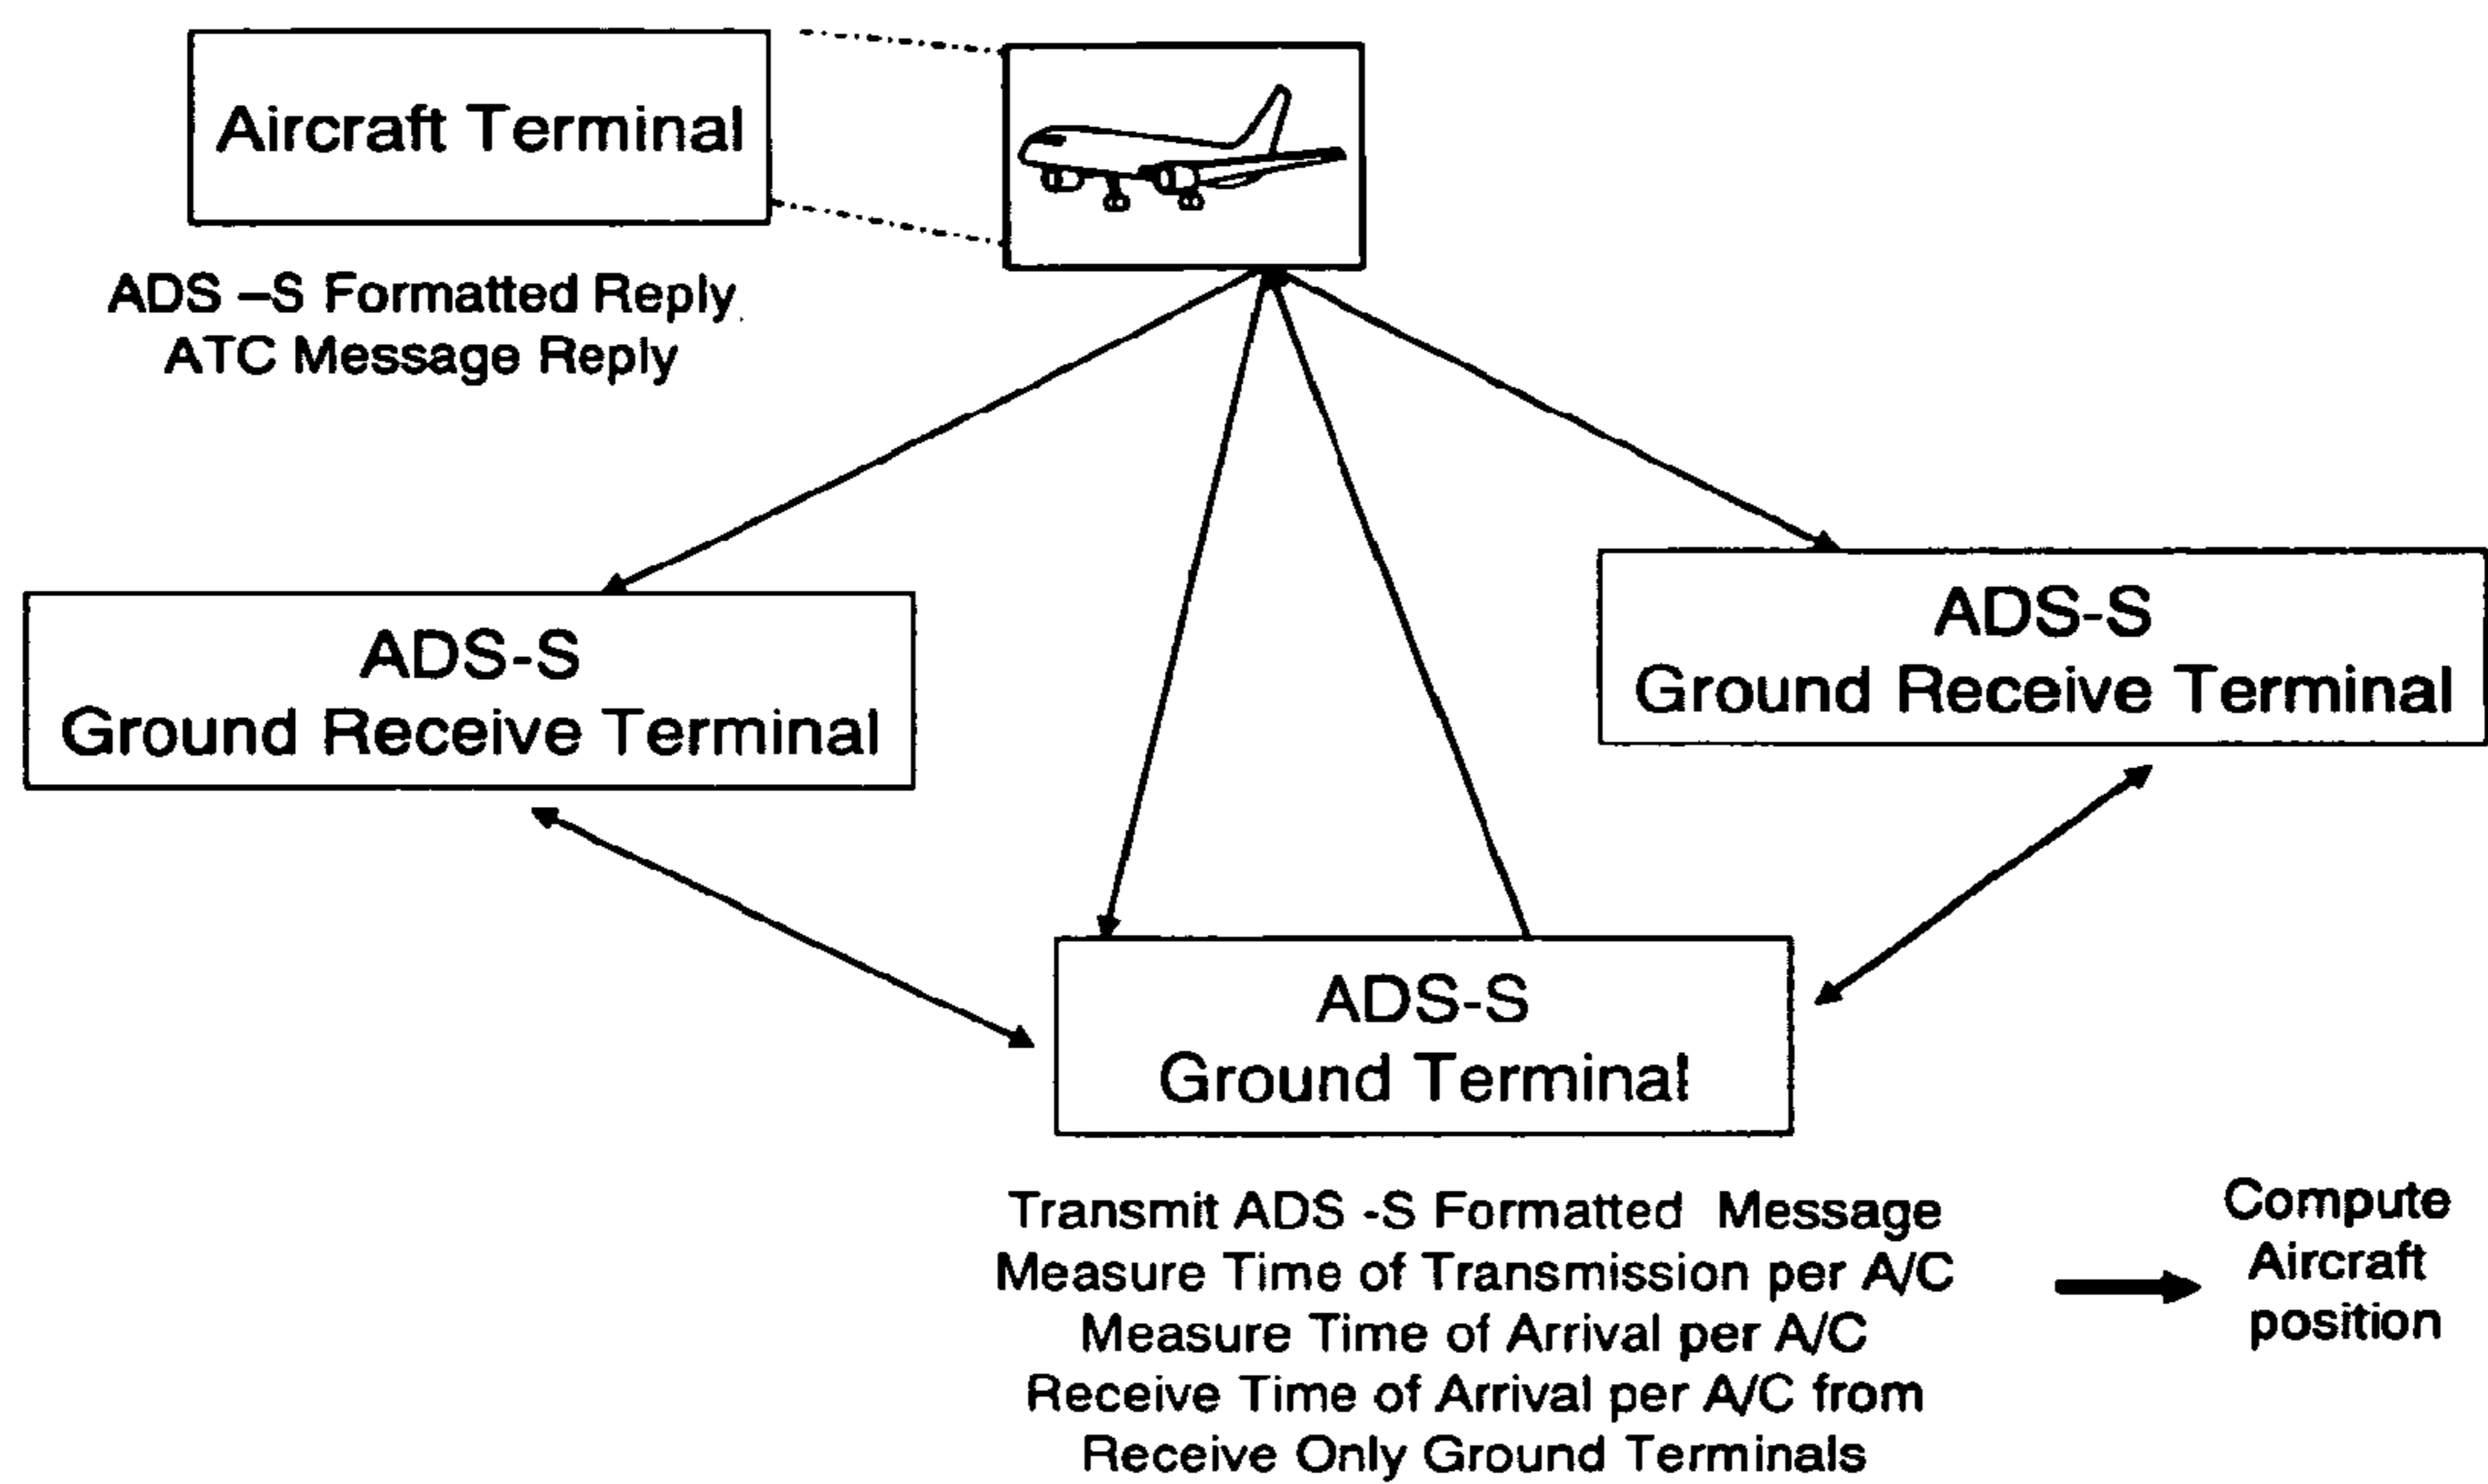 Aircraft Terminal
ADS –S Formatted Reply
ATC Message Reply
ADS-S
Ground Receive Terminal
ADS-S
Ground Receive Terminal
ADS-S
Ground Terminal
Transmit ADS -S Formatted Message
Measure Time of Transmission per A/C
Measure Time of Arrival per A/C
Receive Time of Arrival per A/C from
Receive Only Ground Terminals
Compute
Aircraft
position